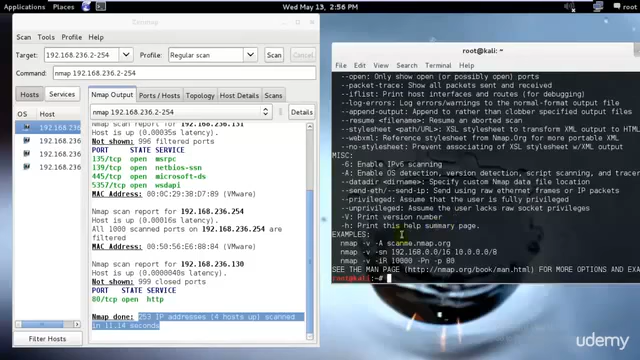 Applications Places Wed May 13, 2:56 PM root
Zenmap
Scan Tools Profile Help
Target: 192.168.236.2-254 Profile: Regular scan Scan Cancel
Command: nmap 192.168.236.2-254
Hosts Services Nmap Output Ports / Hosts Topology Host Details Scans
OS Host nmap 192.168.236.2-254 Details
192.168.236
192.168.236
192.168.236
192.168.236
Nmap scan report for 192.168.236.131
Host is up (0.00035s latency).
Not shown: 996 filtered ports
PORT STATE SERVICE
135/tcp open msrpc
139/tcp open netbios-ssn
445/tcp open microsoft-ds
5357/tcp open wsdapi
MAC Address: 00:0C:29:38:D7:89 (VMware)
Nmap scan report for 192.168.236.254
Host is up (0.00017s latency).
All 1000 scanned ports on 192.168.236.254 are
filtered
MAC Address: 00:50:56:E6:88:B4 (VMware)
Not shown: 999 closed ports
PORT STATE SERVICE
80/tcp open http
Nmap done: 253 IP addresses (4 hosts up) scanned
in 11.14 seconds
Filter Hosts
root@kali: ~
File Edit View Search Terminal Help
--open: Only show open (or possibly open) ports
--packet-trace: Show all packets sent and received
--iflist: Print host interfaces and routes (for debugging)
--log-errors: Log errors/warnings to the normal-format output file
--append-output: Append to rather than clobber specified output files
--resume <filename>: Resume an aborted scan
--stylesheet <path/URL>: XSL stylesheet to transform XML output to HTML
--webxml: Reference stylesheet from Nmap.Org for more portable XML
--no-stylesheet: Prevent associating of XSL stylesheet w/XML output
MISC:
-6: Enable IPv6 scanning
-A: Enable OS detection, version detection, script scanning, and tracer
--datadir <dirname>: Specify custom Nmap data file location
--send-eth/--send-ip: Send using raw ethernet frames or IP packets
--privileged: Assume that the user is fully privileged
--unprivileged: Assume the user lacks raw socket privileges
-V: Print version number
-h: Print this help summary page.
EXAMPLES:
nmap -v -A scanme.nmap.org
nmap -v -sn 192.168.0.0/16 10.0.0.0/8
nmap -v -iR 10000 -Pn -p 80
SEE THE MAN PAGE (http://nmap.org/book/man.html) FOR MORE OPTIONS AND EXA
root@kali:~#
udemy